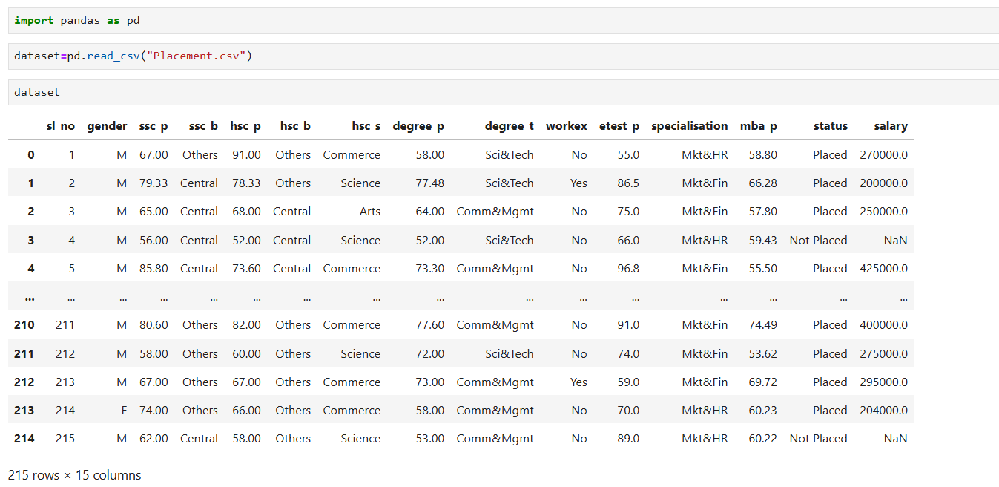 import pandas as pd
dataset=pd.read_csv("Placement.csv")
dataset
sl_no gender ssc_p ssc_b hsc_p hsc_b hsc_s degree_p degree_t workex etest_p specialisation mba_p status salary
0 1 M 67.00 Others 91.00 Others Commerce 58.00 Sci&Tech No 55.0 Mkt&HR 58.80 Placed 270000.0
1 2 M 79.33 Central 78.33 Others Science 77.48 Sci&Tech Yes 86.5 Mkt&Fin 66.28 Placed 200000.0
2 3 M 65.00 Central 68.00 Central Arts 64.00 Comm&Mgmt No 75.0 Mkt&Fin 57.80 Placed 250000.0
3 4 M 56.00 Central 52.00 Central Science 52.00 Sci&Tech No 66.0 Mkt&HR 59.43 Not Placed NaN
4 5 M 85.80 Central 73.60 Central Commerce 73.30 Comm&Mgmt No 96.8 Mkt&Fin 55.50 Placed 425000.0
... ... ... ... ... ... ... ... ... ... ... ... ... ... ... ...
210 211 M 80.60 Others 82.00 Others Commerce 77.60 Comm&Mgmt No 91.0 Mkt&Fin 74.49 Placed 400000.0
211 212 M 58.00 Others 60.00 Others Science 72.00 Sci&Tech No 74.0 Mkt&Fin 53.62 Placed 275000.0
212 213 M 67.00 Others 67.00 Others Commerce 73.00 Comm&Mgmt Yes 59.0 Mkt&Fin 69.72 Placed 295000.0
213 214 F 74.00 Others 66.00 Others Commerce 58.00 Comm&Mgmt No 70.0 Mkt&HR 60.23 Placed 204000.0
214 215 M 62.00 Central 58.00 Others Science 53.00 Comm&Mgmt No 89.0 Mkt&HR 60.22 Not Placed NaN
215 rows × 15 columns